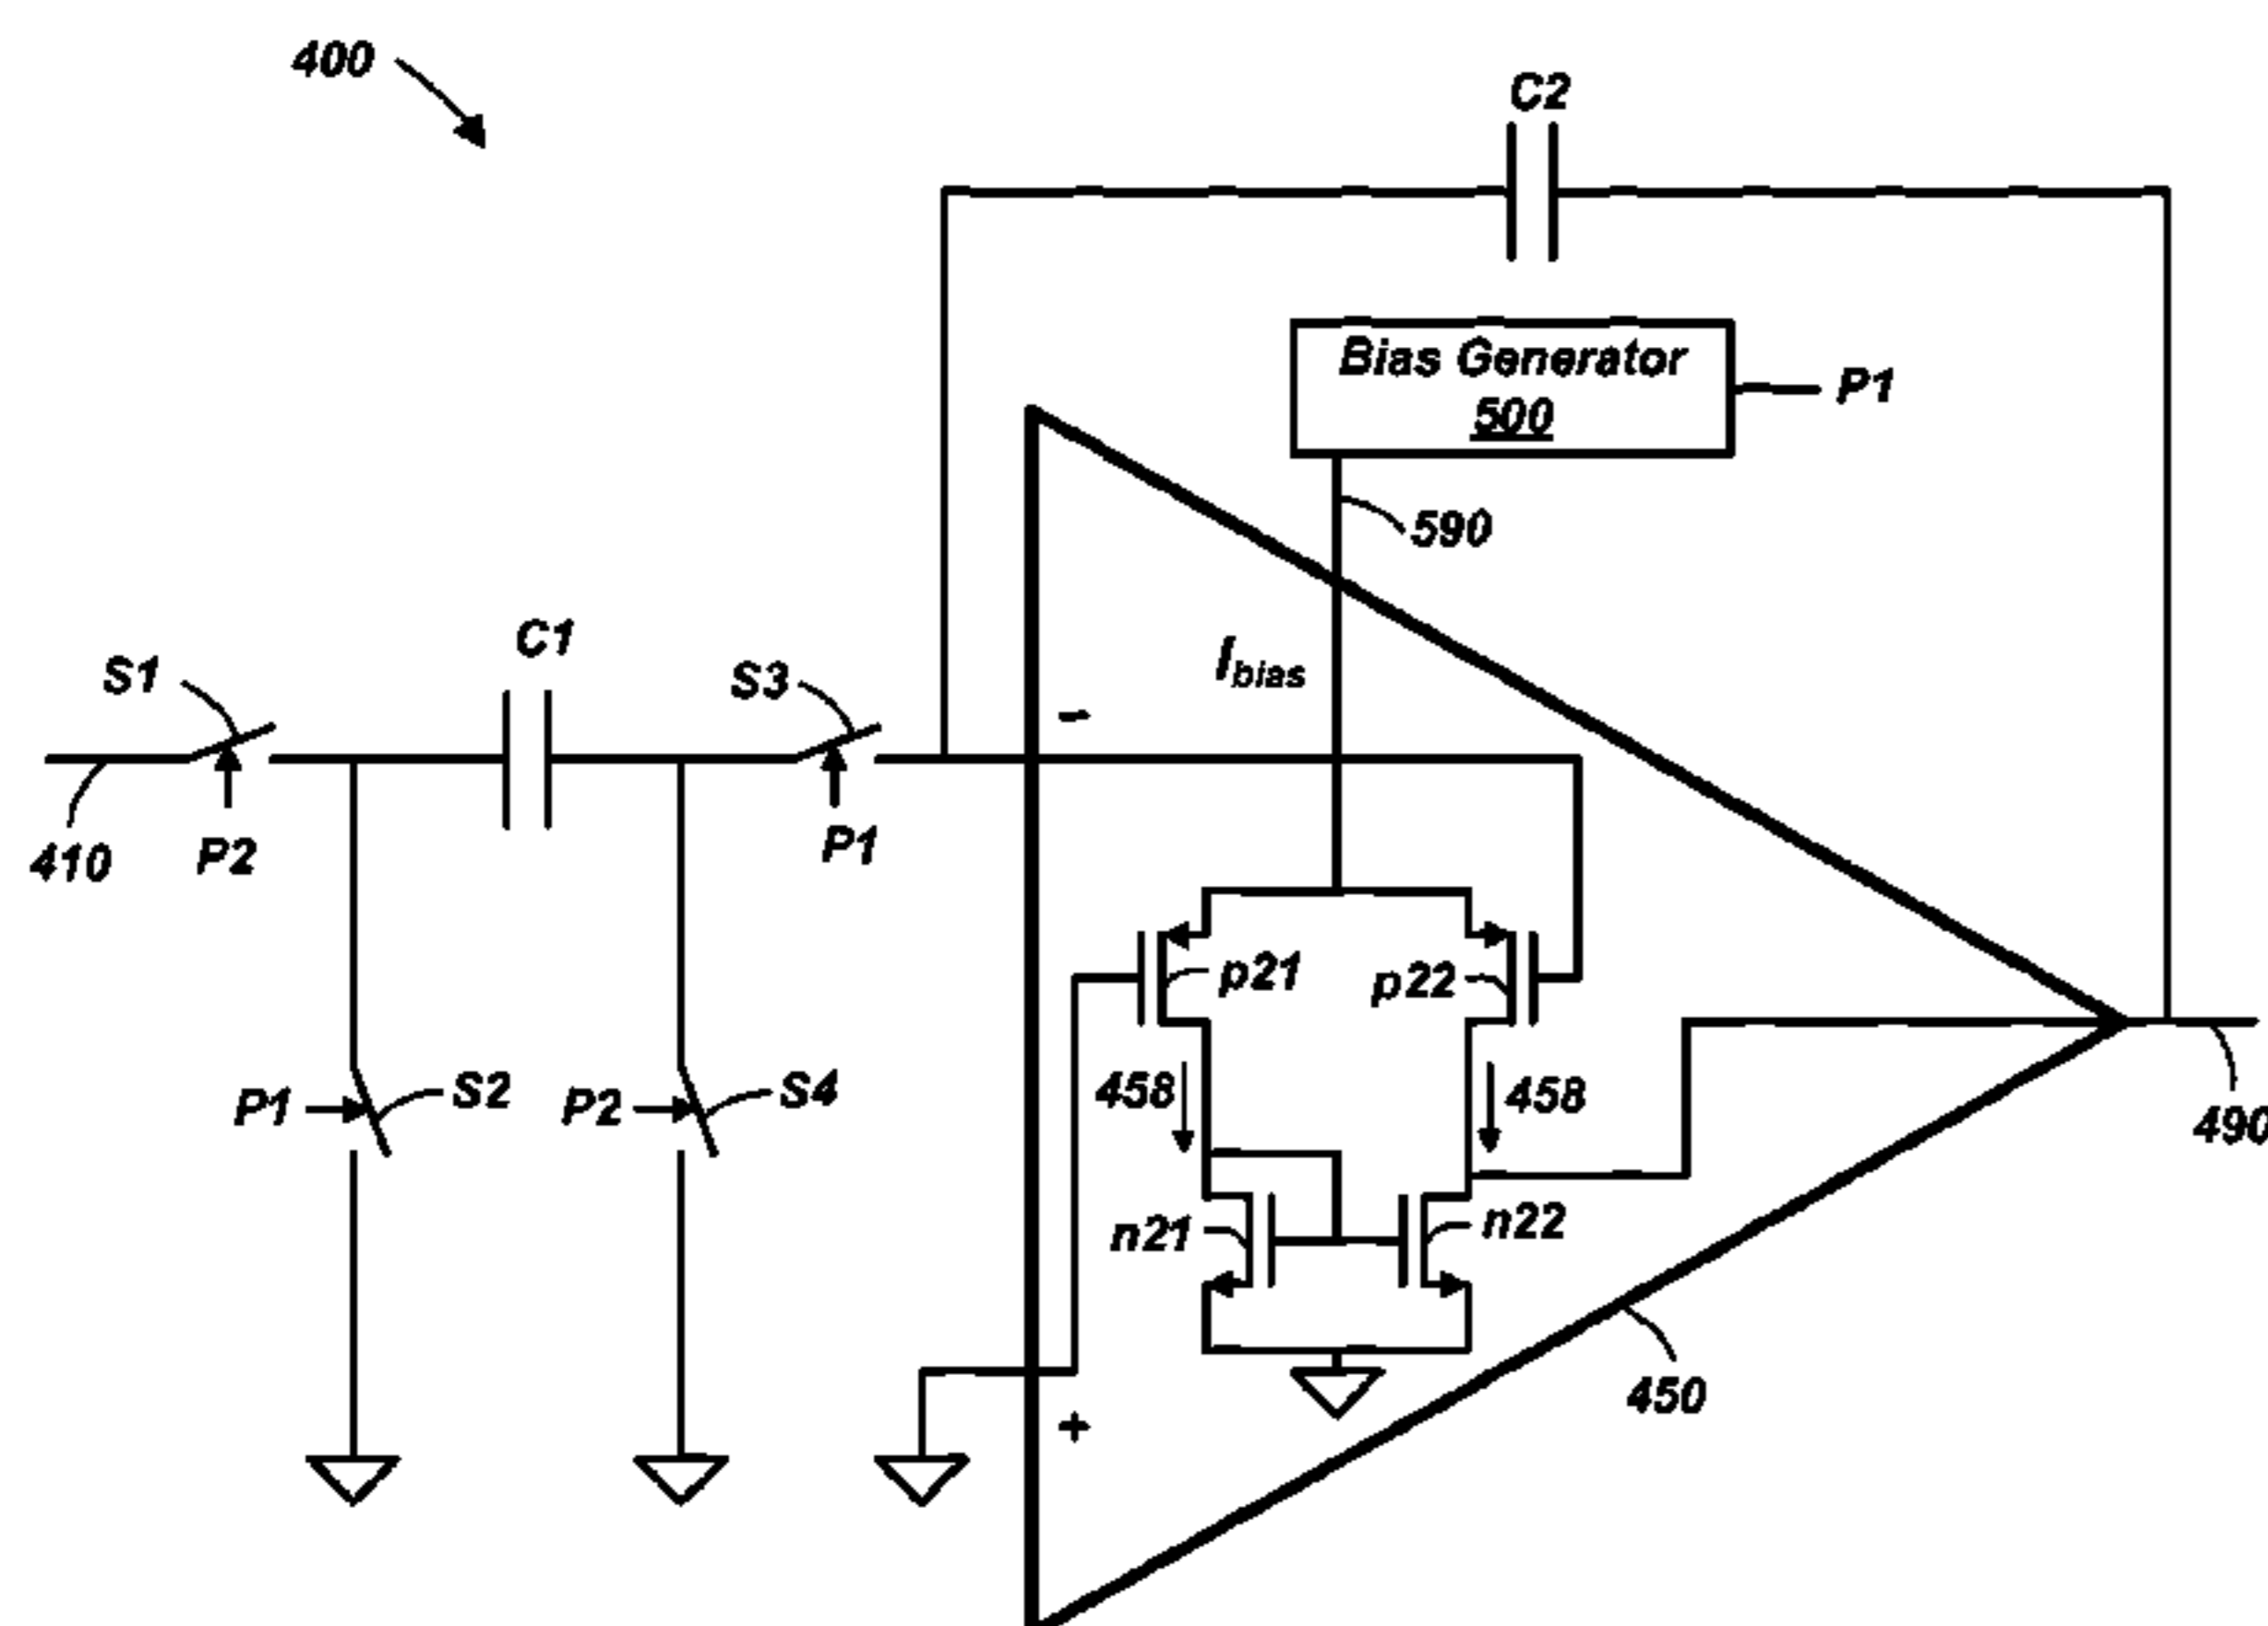 400
C2
Bias Generator
500
P1
590
Ibias
C1
S1
S3
-
410
P2
P1
p21
p22
P1
S2
P2
S4
458
458
490
n21
n22
450
+